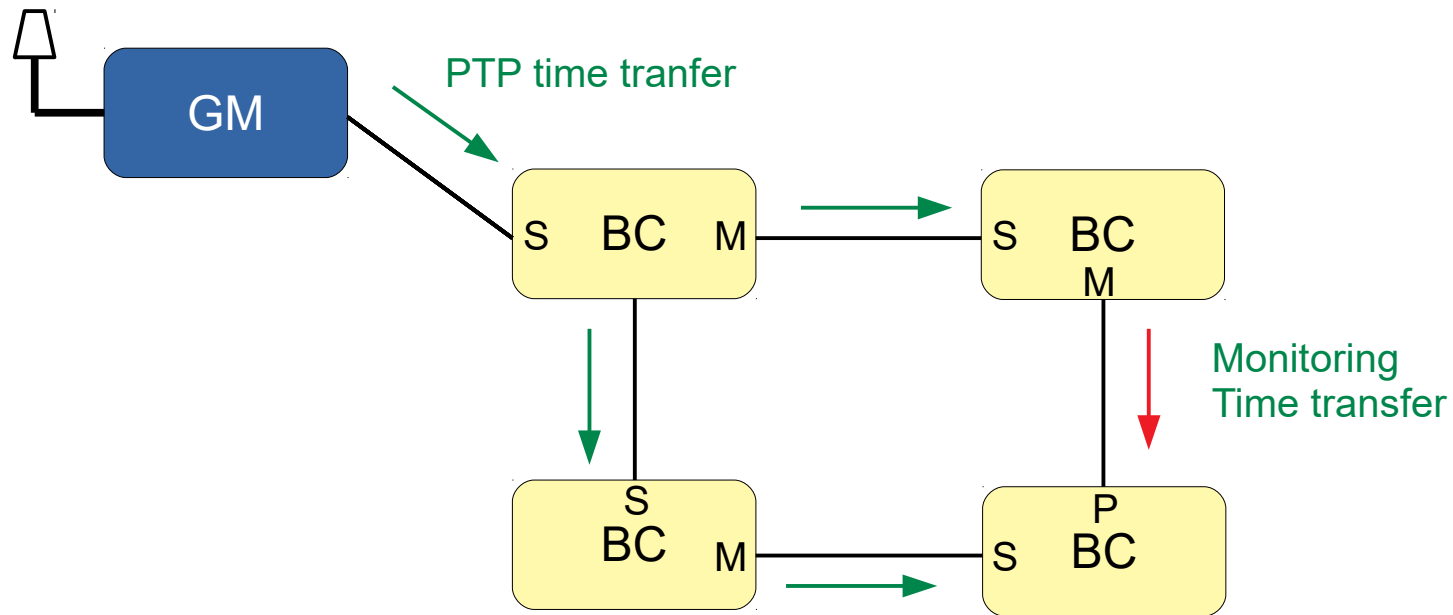 PTP time tranfer
GM
S BC M
S BC
M
Monitoring
Time transfer
S
BC M
P
S BC